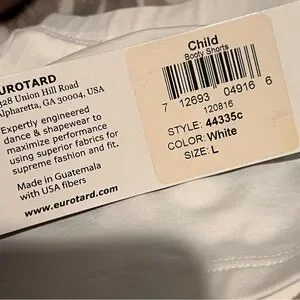 EUROTARD
128 Union Hill Road
Alpharetta, GA 30004, USA
Expertly engineered
dance & shapewear to
maximize performance
using superior fabrics for
supreme fashion and fit.
Made in Guatemala
with USA fibers
www.eurotard.com
Child
Booty Shorts
7 12693 04916 6
120816
STYLE: 44335c
COLOR: White
SIZE: L